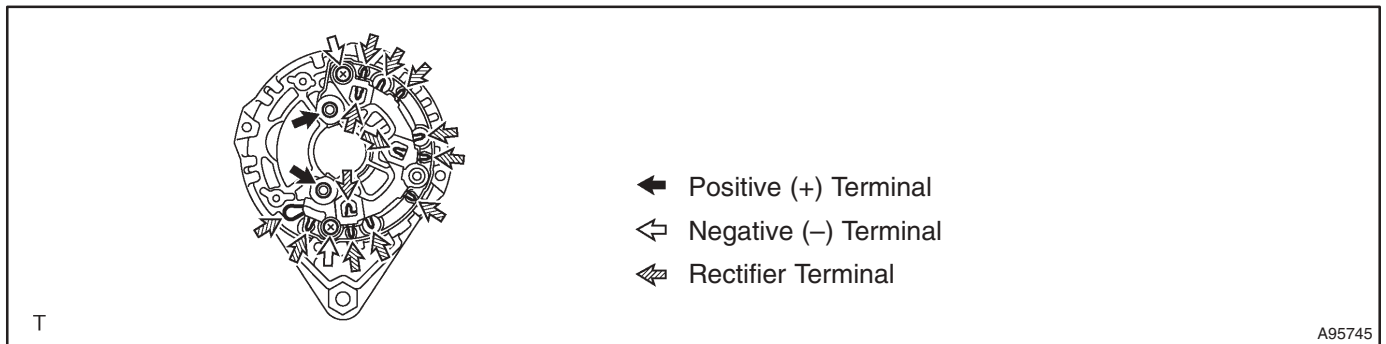 Positive (+) Terminal
Negative (–) Terminal
Rectifier Terminal
T
A95745